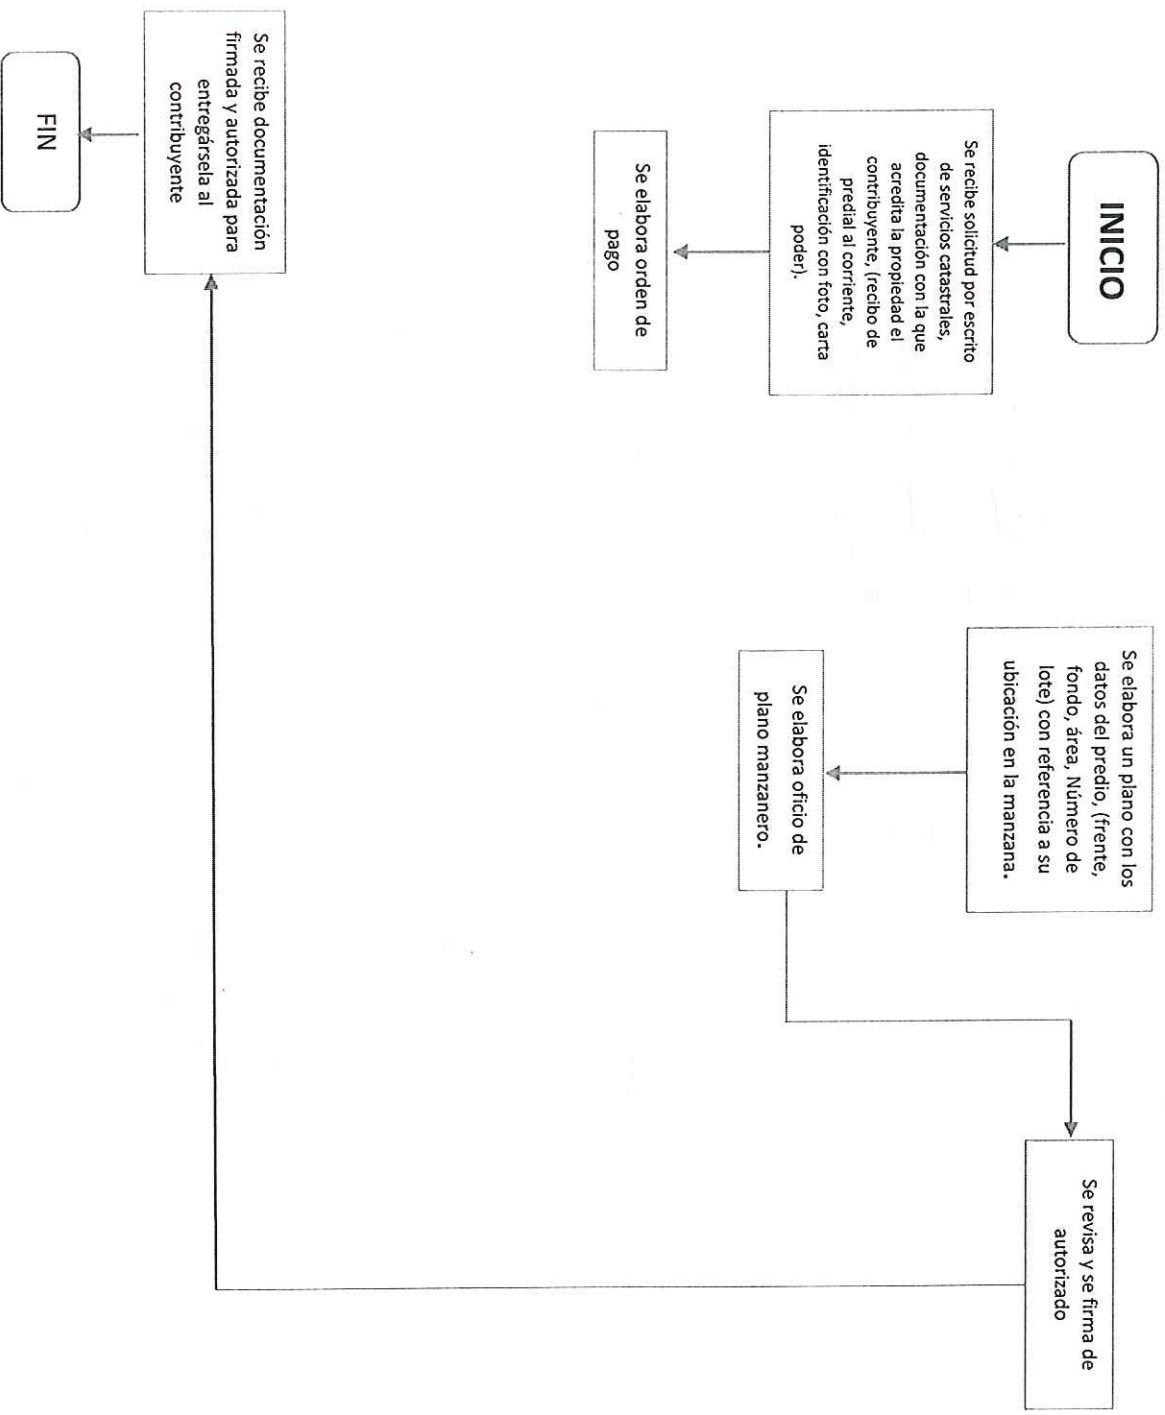 INICIO
Se recibe solicitud por escrito
de servicios catastrales,
documentación con la que
acredita la propiedad el
contribuyente, (recibo de
predial al corriente,
identificación con foto, carta
poder).
Se elabora orden de
pago
Se elabora un plano con los
datos del predio, (frente,
fondo, área, Número de
lote) con referencia a su
ubicación en la manzana.
Se elabora oficio de
plano manzanero.
Se revisa y se firma de
autorizado
Se recibe documentación
firmada y autorizada para
entregársela al
contribuyente
FIN